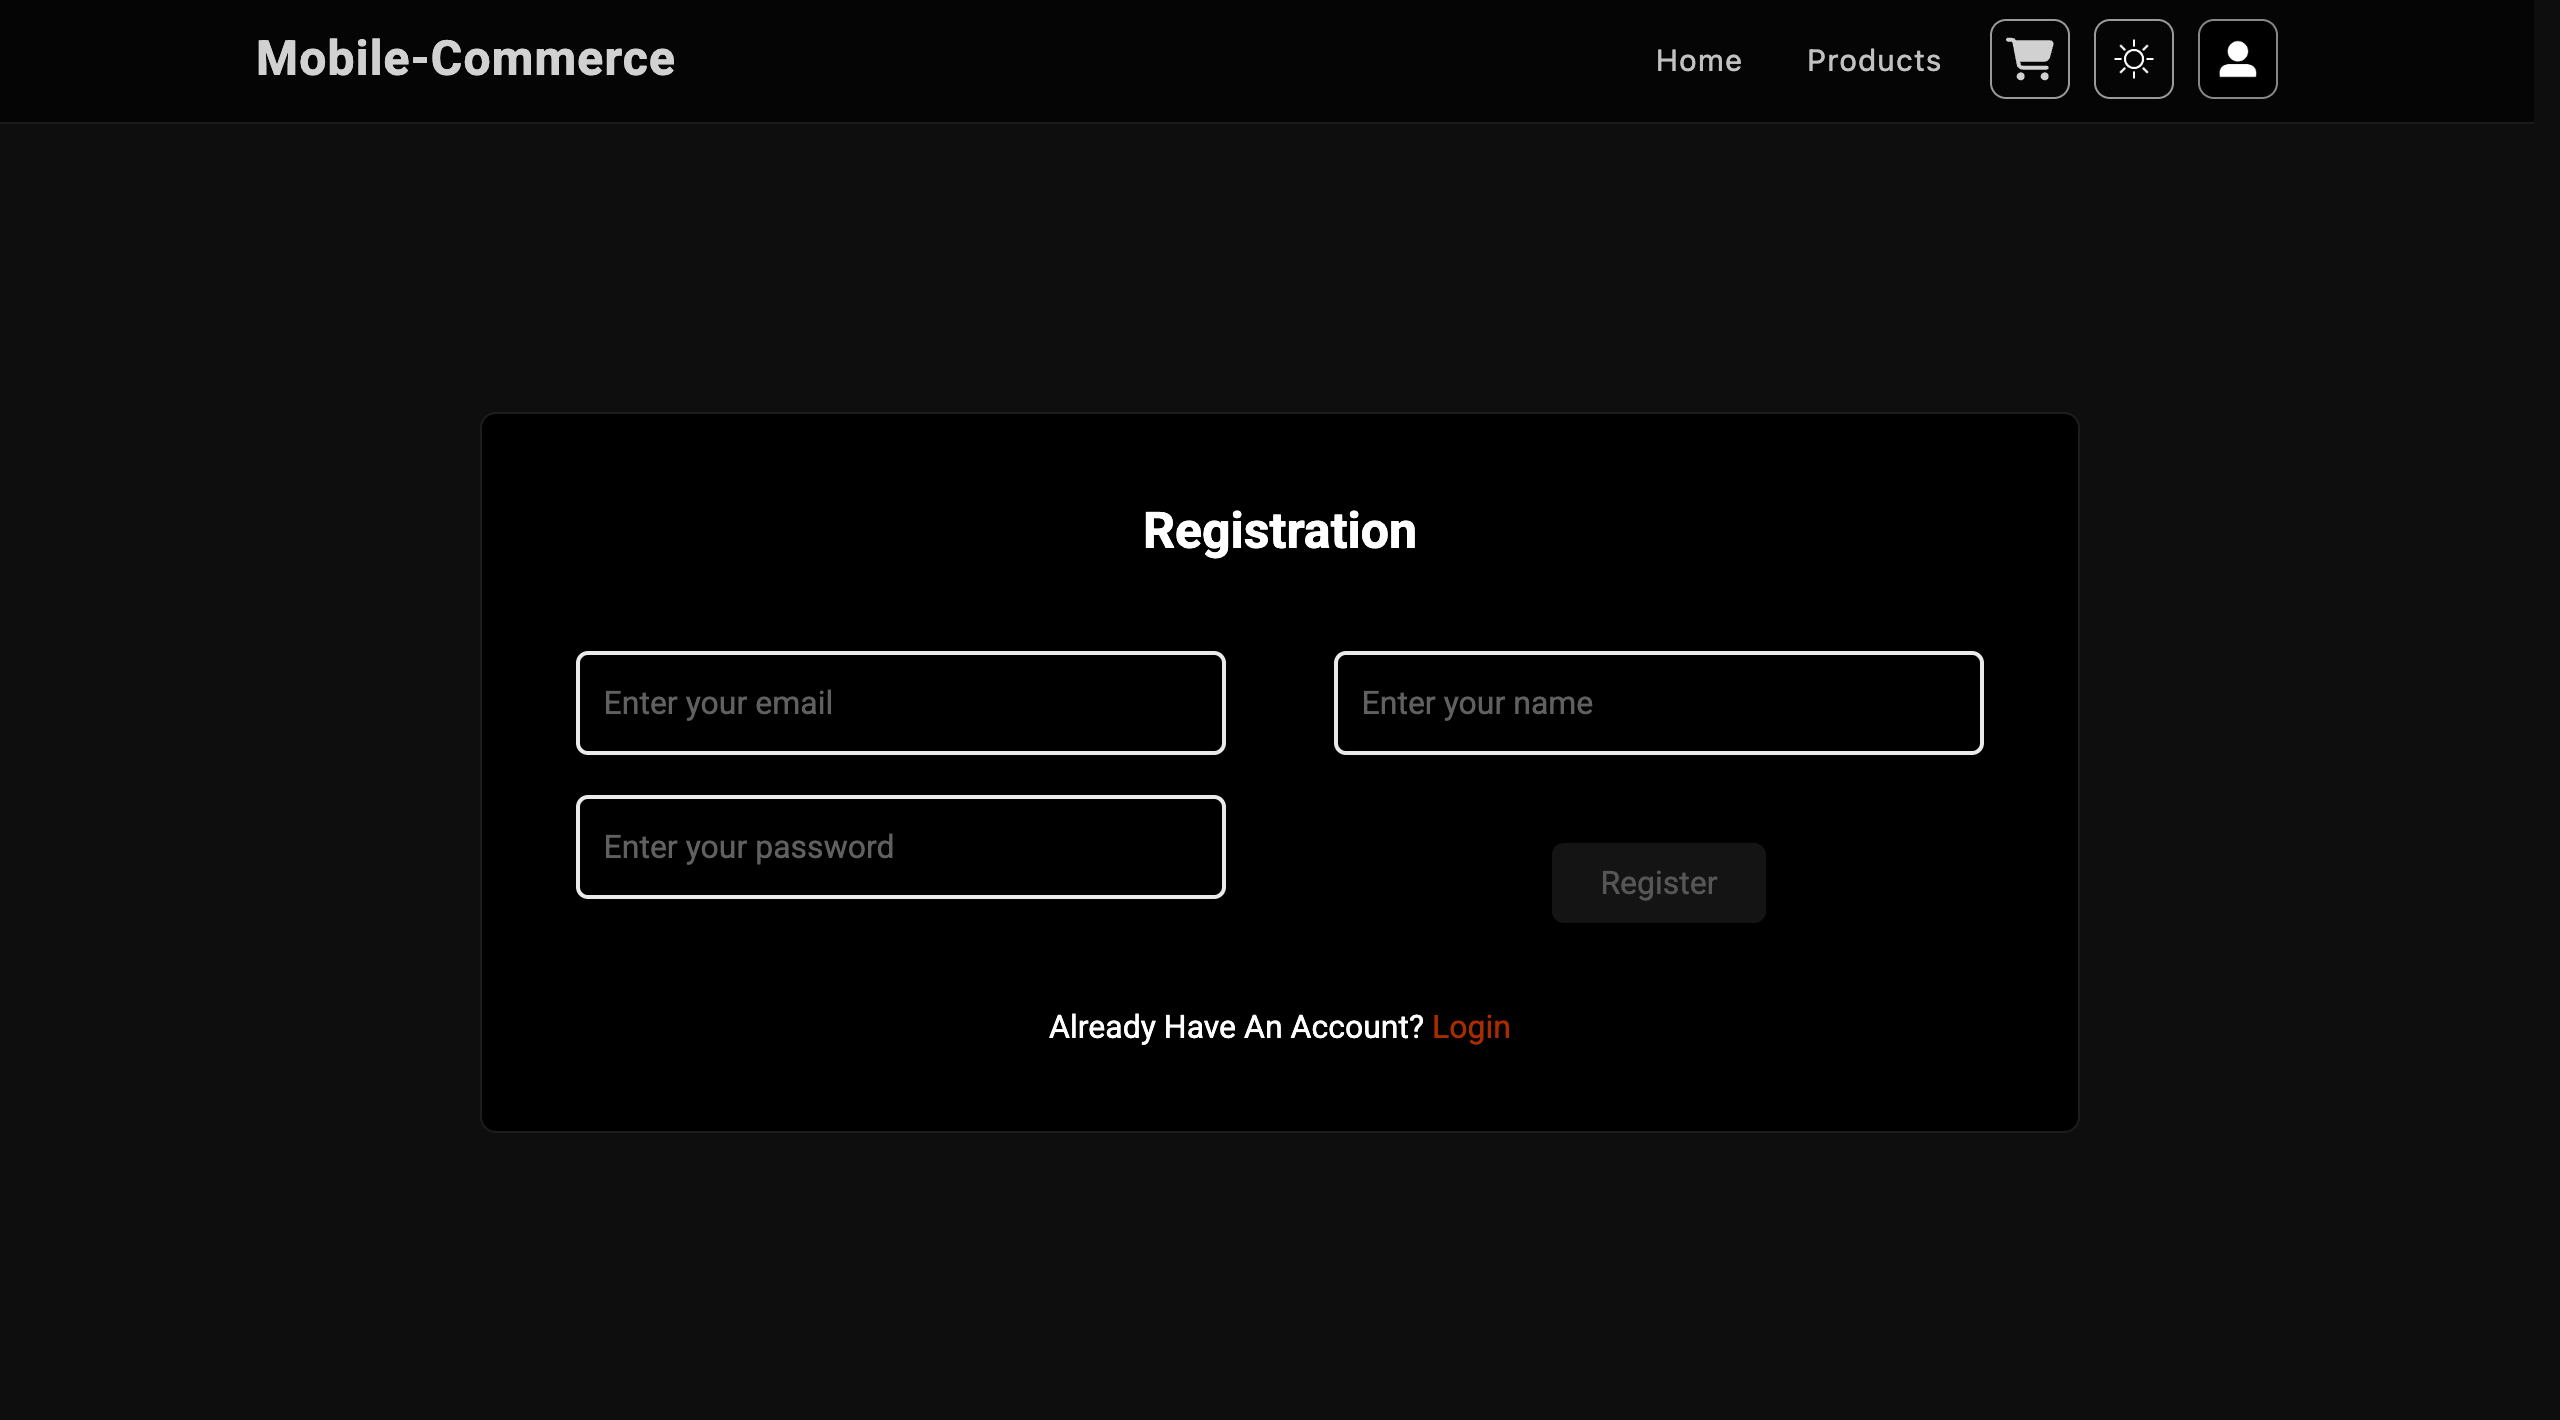 Mobile-Commerce
Home
Products
Registration
Enter your email
Enter your name
Enter your password
Register
Already Have An Account? Login